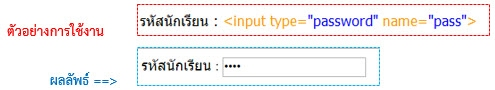 รหัสนักเรียน : <input type="password" name="pass">
ตัวอย่างการใช้งาน
รหัสนักเรียน : ••••
ผลลัพธ์ ==>